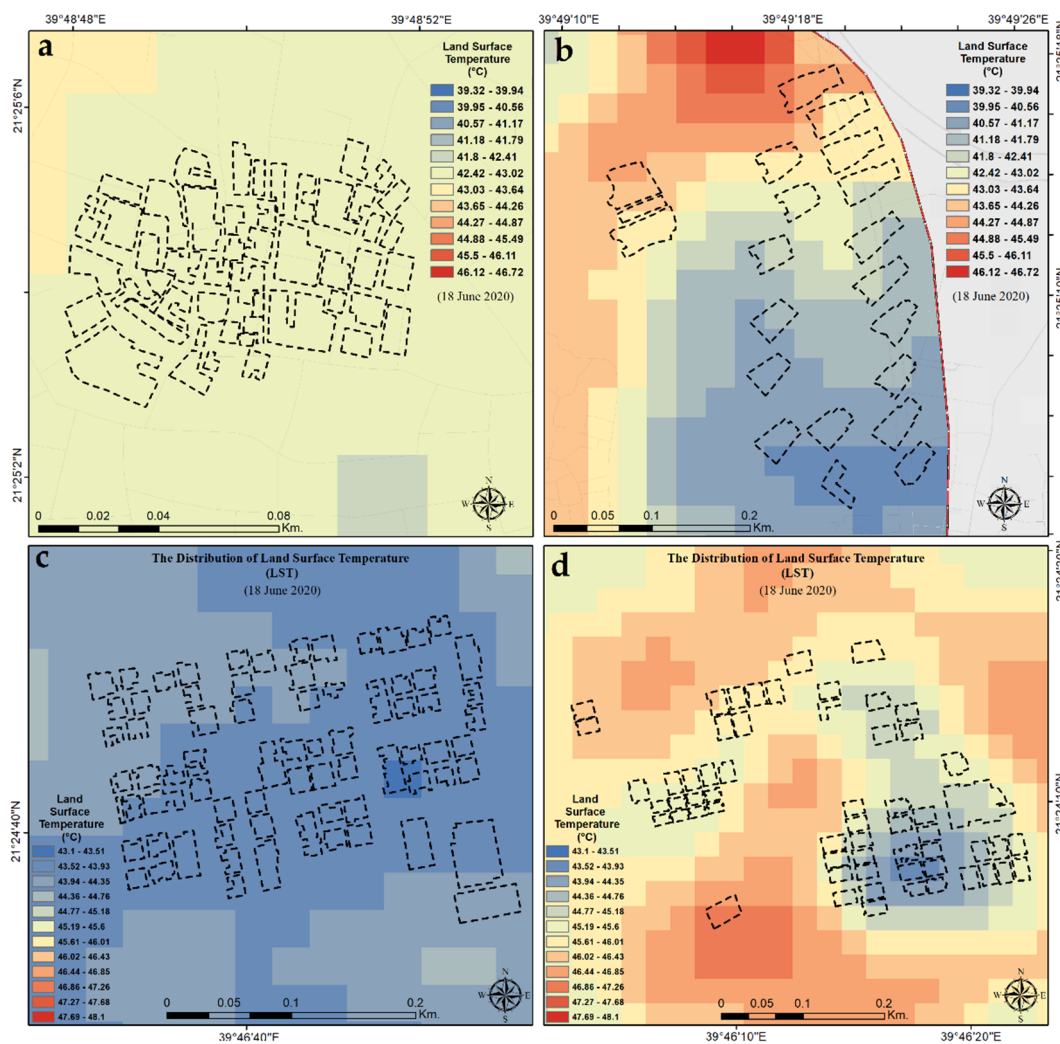 39°48'48"E
39°48'52"E
39°49'10"E
39°49'18"E
39°49'26"E
a
Land Surface
Temperature
(°C)
39.32 - 39.94
39.95 - 40.56
40.57 - 41.17
41.18 - 41.79
41.8 - 42.41
42.42 - 43.02
43.03 - 43.64
43.65 - 44.26
44.27 - 44.87
44.88 - 45.49
45.5 - 46.11
46.12 - 46.72
(18 June 2020)
21°25'6"N
21°25'2"N
N
W E
S
0 0.02 0.04 0.08
Km.
b
Land Surface
Temperature
(°C)
39.32 - 39.94
39.95 - 40.56
40.57 - 41.17
41.18 - 41.79
41.8 - 42.41
42.42 - 43.02
43.03 - 43.64
43.65 - 44.26
44.27 - 44.87
44.88 - 45.49
45.5 - 46.11
46.12 - 46.72
(18 June 2020)
21°25'18"N
21°25'10"N
N
W E
S
0 0.05 0.1 0.2
Km.
c
The Distribution of Land Surface Temperature
(LST)
(18 June 2020)
21°24'40"N
Land
Surface
Temperature
(°C)
43.1 - 43.51
43.52 - 43.93
43.94 - 44.35
44.36 - 44.76
44.77 - 45.18
45.19 - 45.6
45.61 - 46.01
46.02 - 46.43
46.44 - 46.85
46.86 - 47.26
47.27 - 47.68
47.69 - 48.1
N
W E
S
0 0.05 0.1 0.2
Km.
39°46'40"E
d
The Distribution of Land Surface Temperature
(LST)
(18 June 2020)
21°24'20"N
21°24'10"N
Land
Surface
Temperature
(°C)
43.1 - 43.51
43.52 - 43.93
43.94 - 44.35
44.36 - 44.76
44.77 - 45.18
45.19 - 45.6
45.61 - 46.01
46.02 - 46.43
46.44 - 46.85
46.86 - 47.26
47.27 - 47.68
47.69 - 48.1
N
W E
S
0 0.05 0.1 0.2
Km.
39°46'10"E
39°46'20"E